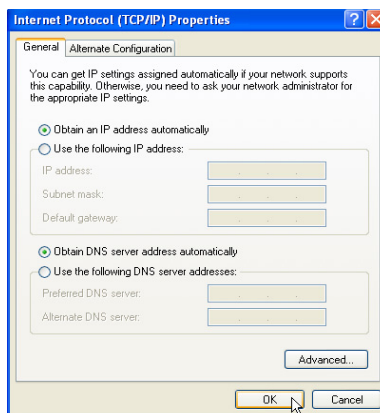 Internet Protocol (TCP/IP) Properties
General Alternate Configuration
You can get IP settings assigned automatically if your network supports
this capability. Otherwise, you need to ask your network administrator for
the appropriate IP settings.
Obtain an IP address automatically
Use the following IP address:
IP address:
Subnet mask:
Default gateway:
Obtain DNS server address automatically
Use the following DNS server addresses:
Preferred DNS server:
Alternate DNS server:
Advanced...
OK Cancel